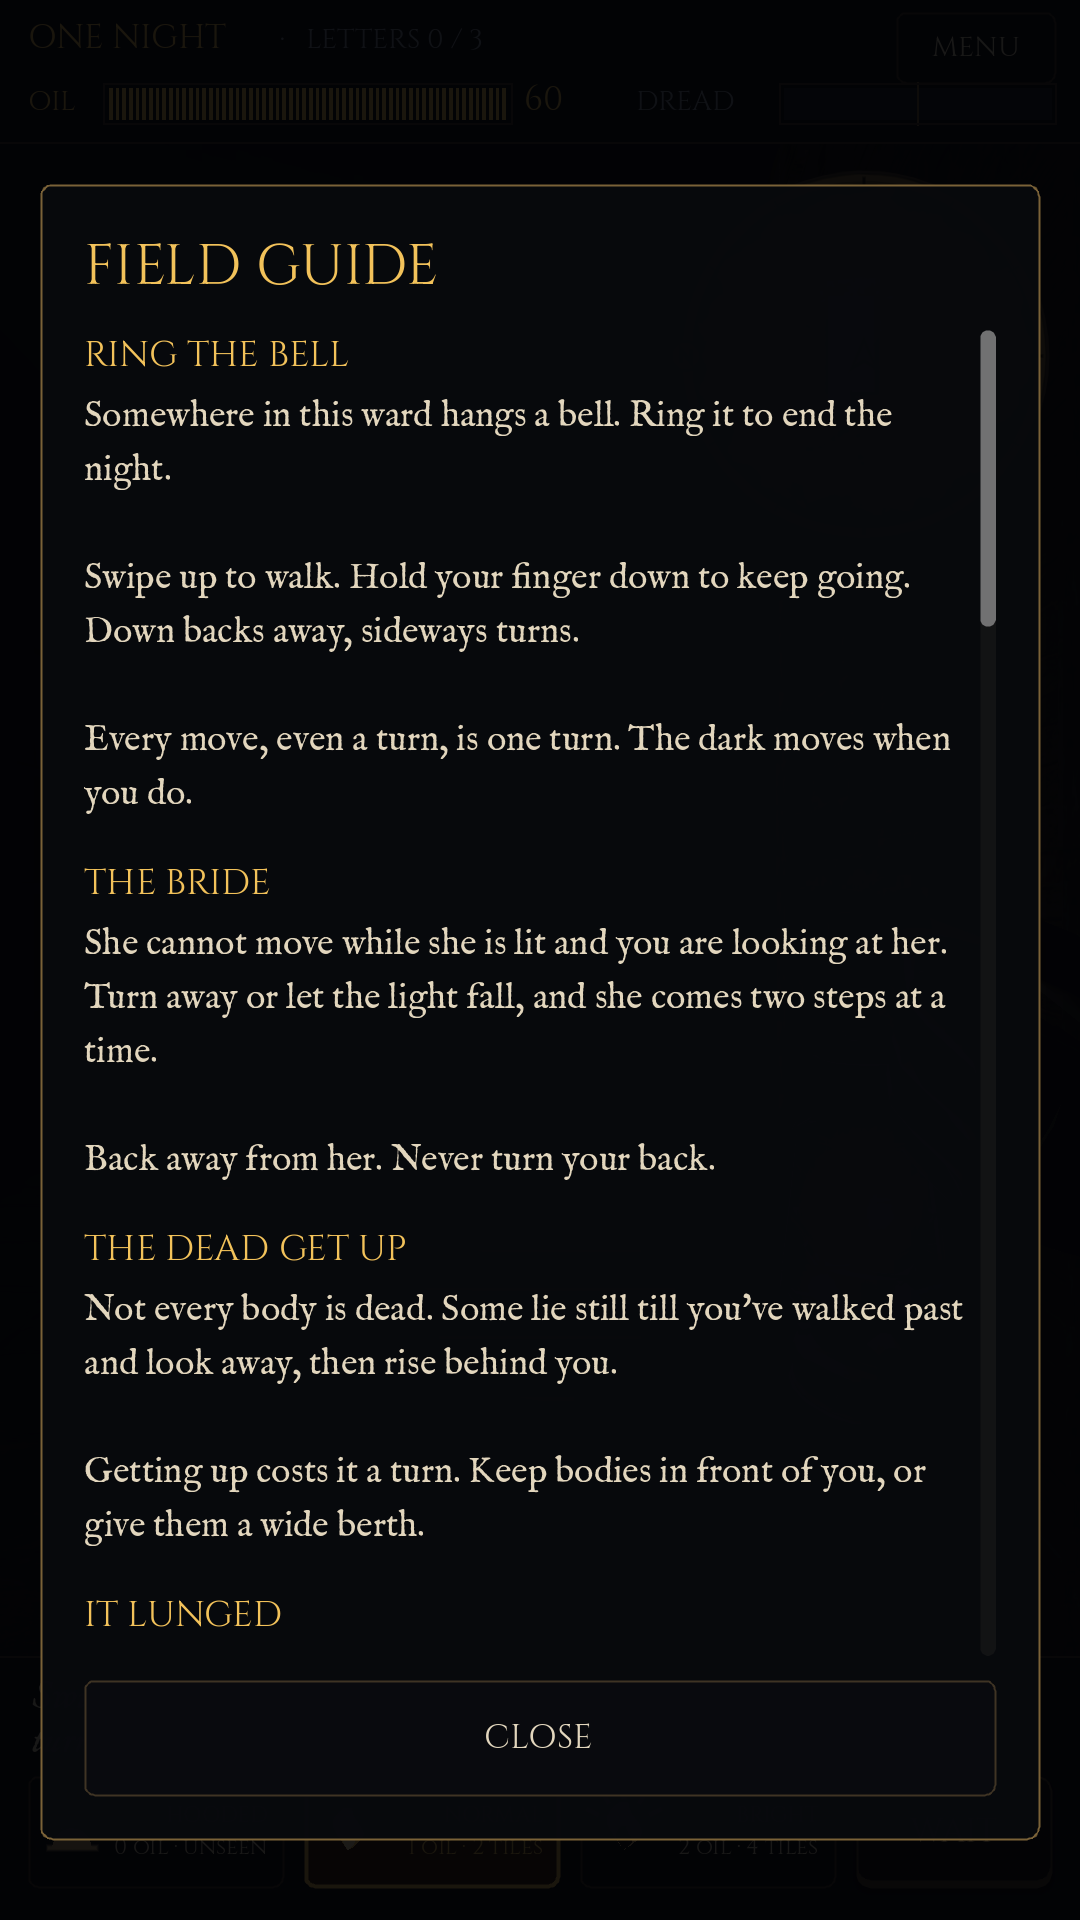 ONE NIGHT · LETTERS 0 / 3
MENU
OIL 60 DREAD
FIELD GUIDE
RING THE BELL
Somewhere in this ward hangs a bell. Ring it to end the
night.
Swipe up to walk. Hold your finger down to keep going.
Down backs away, sideways turns.
Every move, even a turn, is one turn. The dark moves when
you do.
THE BRIDE
She cannot move while she is lit and you are looking at her.
Turn away or let the light fall, and she comes two steps at a
time.
Back away from her. Never turn your back.
THE DEAD GET UP
Not every body is dead. Some lie still till you've walked past
and look away, then rise behind you.
Getting up costs it a turn. Keep bodies in front of you, or
give them a wide berth.
IT LUNGED
CLOSE
0 OIL · UNSEEN 1 OIL · 2 TILES 2 OIL · 4 TILES